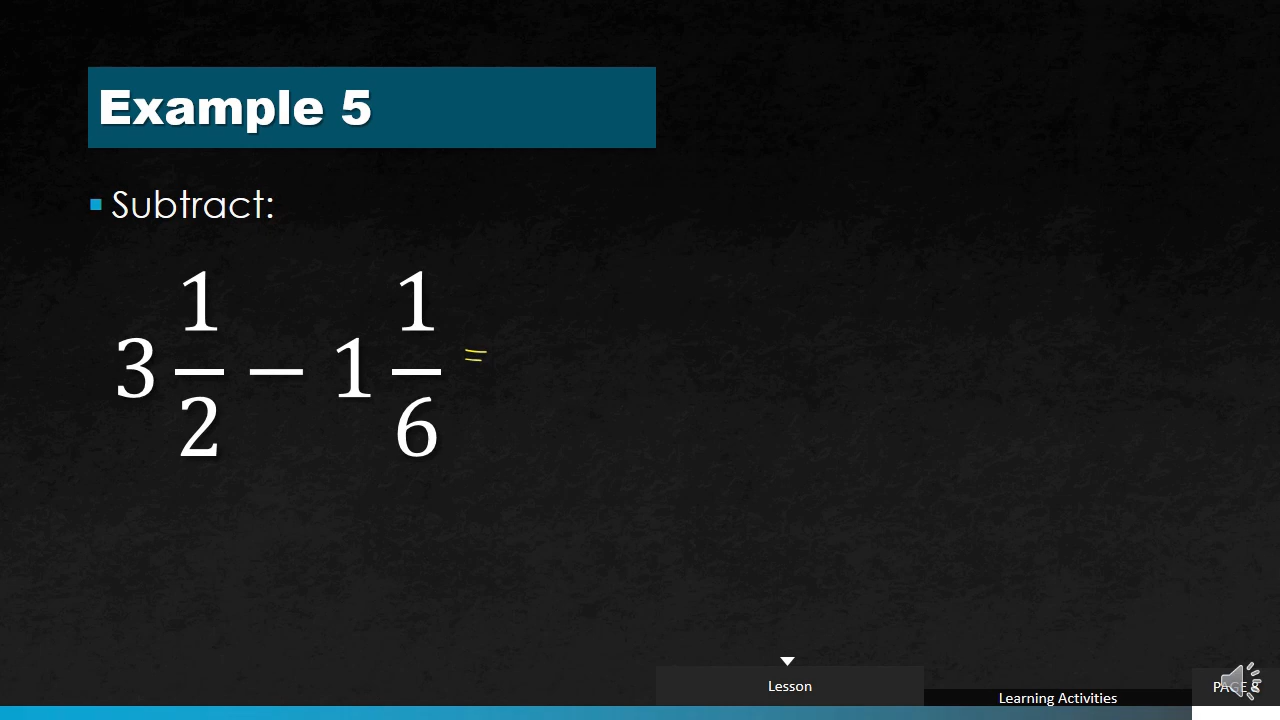 Example 5
Subtract:
3 1/2 − 1 1/6 =
Lesson
Learning Activities
PAGE 8